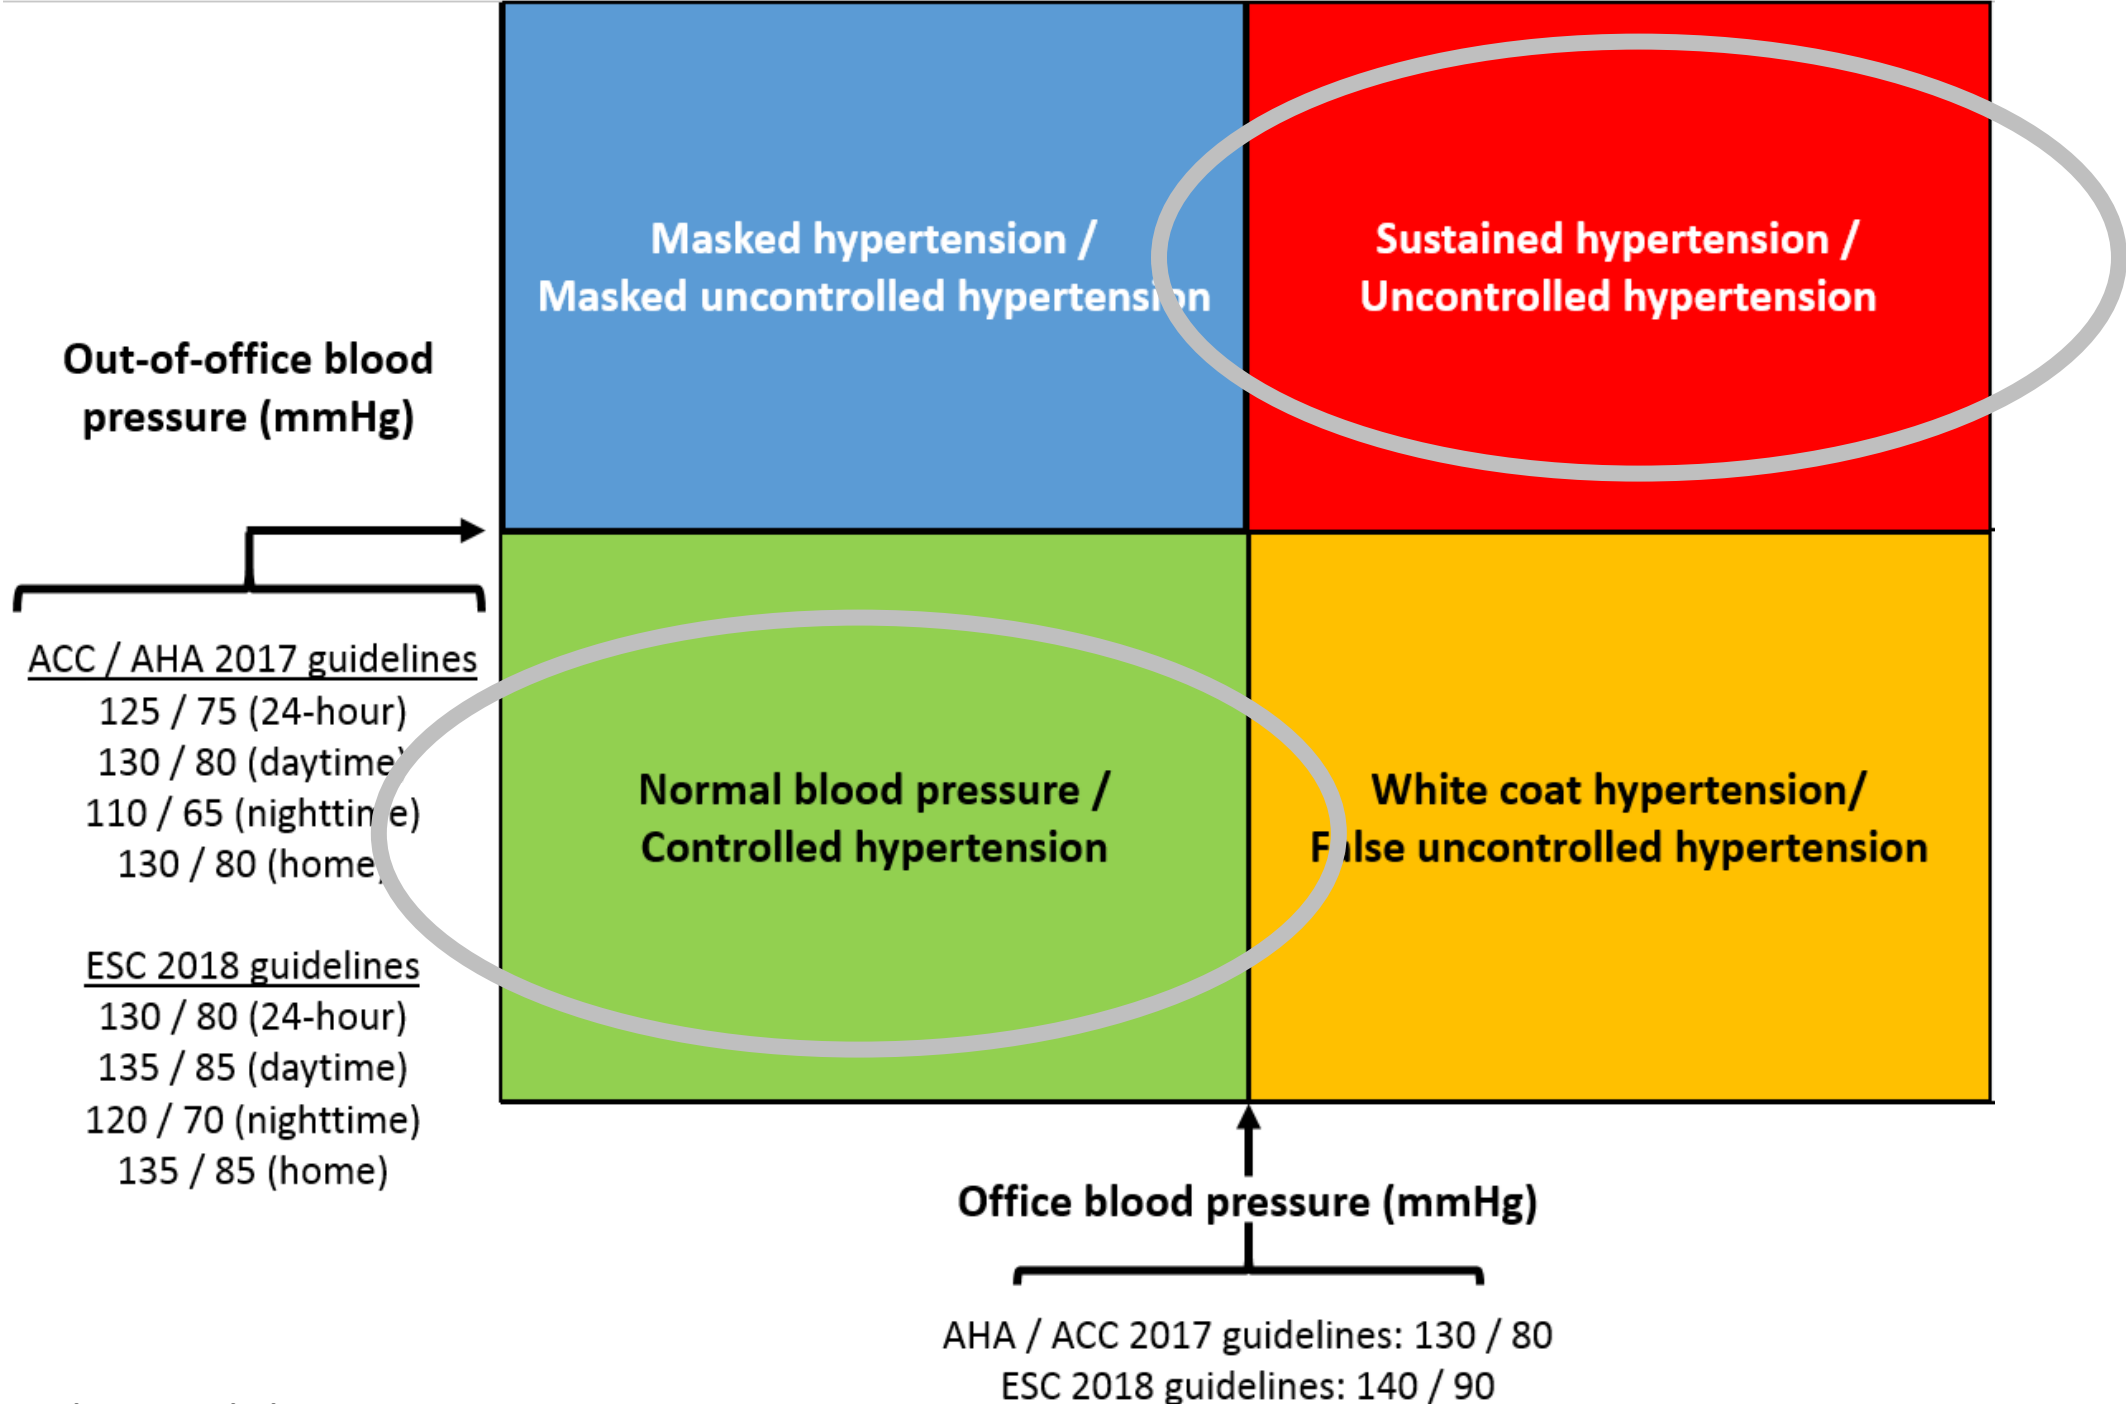 Masked hypertension /
Masked uncontrolled hypertension
Sustained hypertension /
Uncontrolled hypertension
Out-of-office blood
pressure (mmHg)
ACC / AHA 2017 guidelines
125 / 75 (24-hour)
130 / 80 (daytime)
110 / 65 (nighttime)
130 / 80 (home)
ESC 2018 guidelines
130 / 80 (24-hour)
135 / 85 (daytime)
120 / 70 (nighttime)
135 / 85 (home)
Normal blood pressure /
Controlled hypertension
White coat hypertension/
False uncontrolled hypertension
Office blood pressure (mmHg)
AHA / ACC 2017 guidelines: 130 / 80
ESC 2018 guidelines: 140 / 90